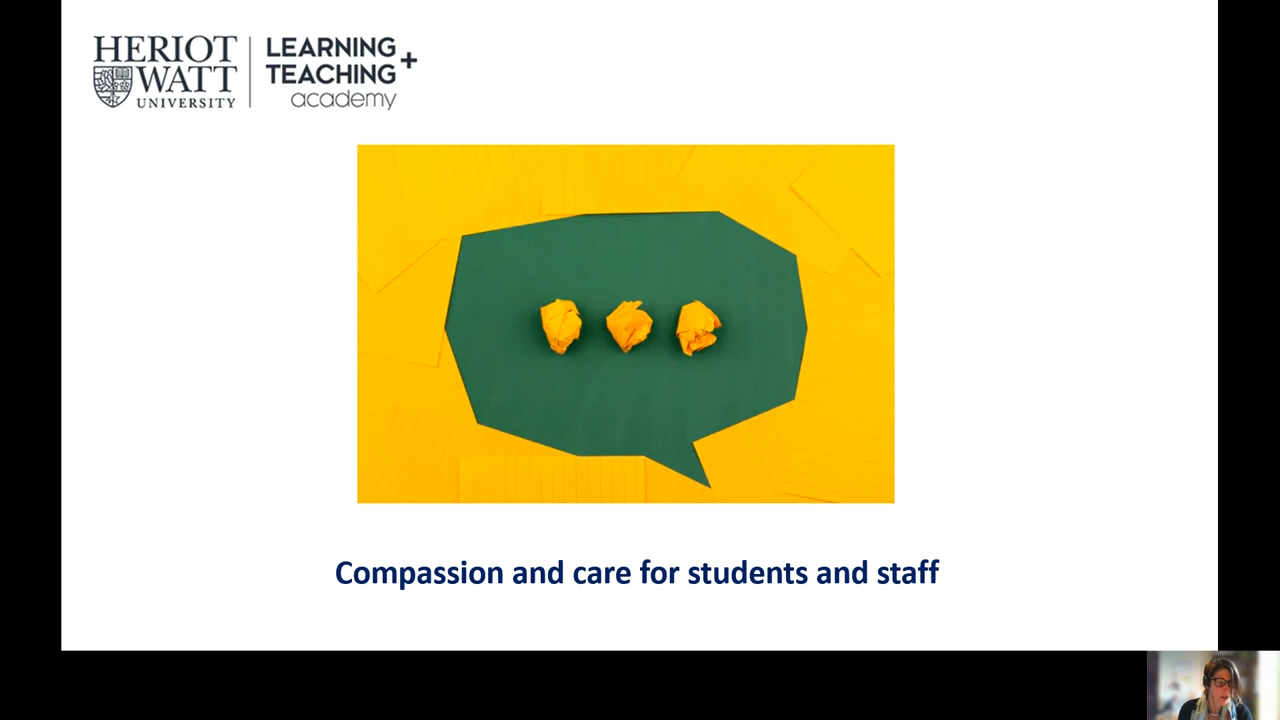 HERIOT
WATT
UNIVERSITY
LEARNING
TEACHING+
academy
Compassion and care for students and staff